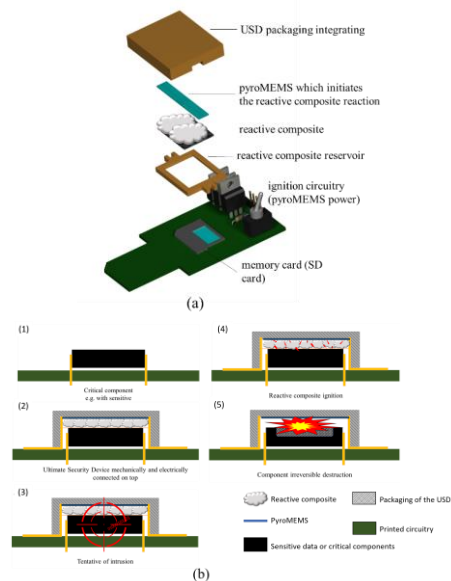 USD packaging integrating
pyroMEMS which initiates
the reactive composite reaction
reactive composite
reactive composite reservoir
ignition circuitry
(pyroMEMS power)
memory card (SD
card)
(a)
(1)
Critical component
e.g. with sensitive
(2)
Ultimate Security Device mechanically and electrically
connected on top
(3)
Tentative of intrusion
(4)
Reactive composite ignition
(5)
Component irreversible destruction
Reactive composite
Packaging of the USD
PyroMEMS
Printed circuitry
Sensitive data or critical components
(b)